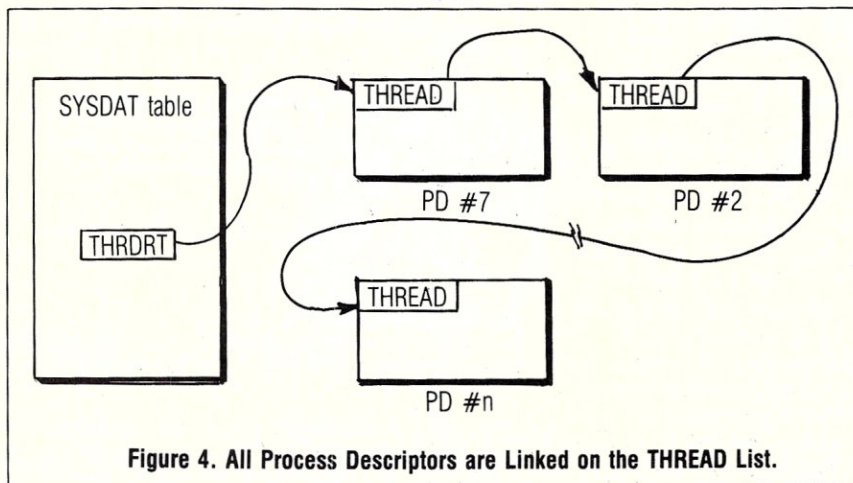 SYSDAT table
THRDRT
THREAD
PD #7
THREAD
PD #2
THREAD
PD #n
Figure 4. All Process Descriptors are Linked on the THREAD List.